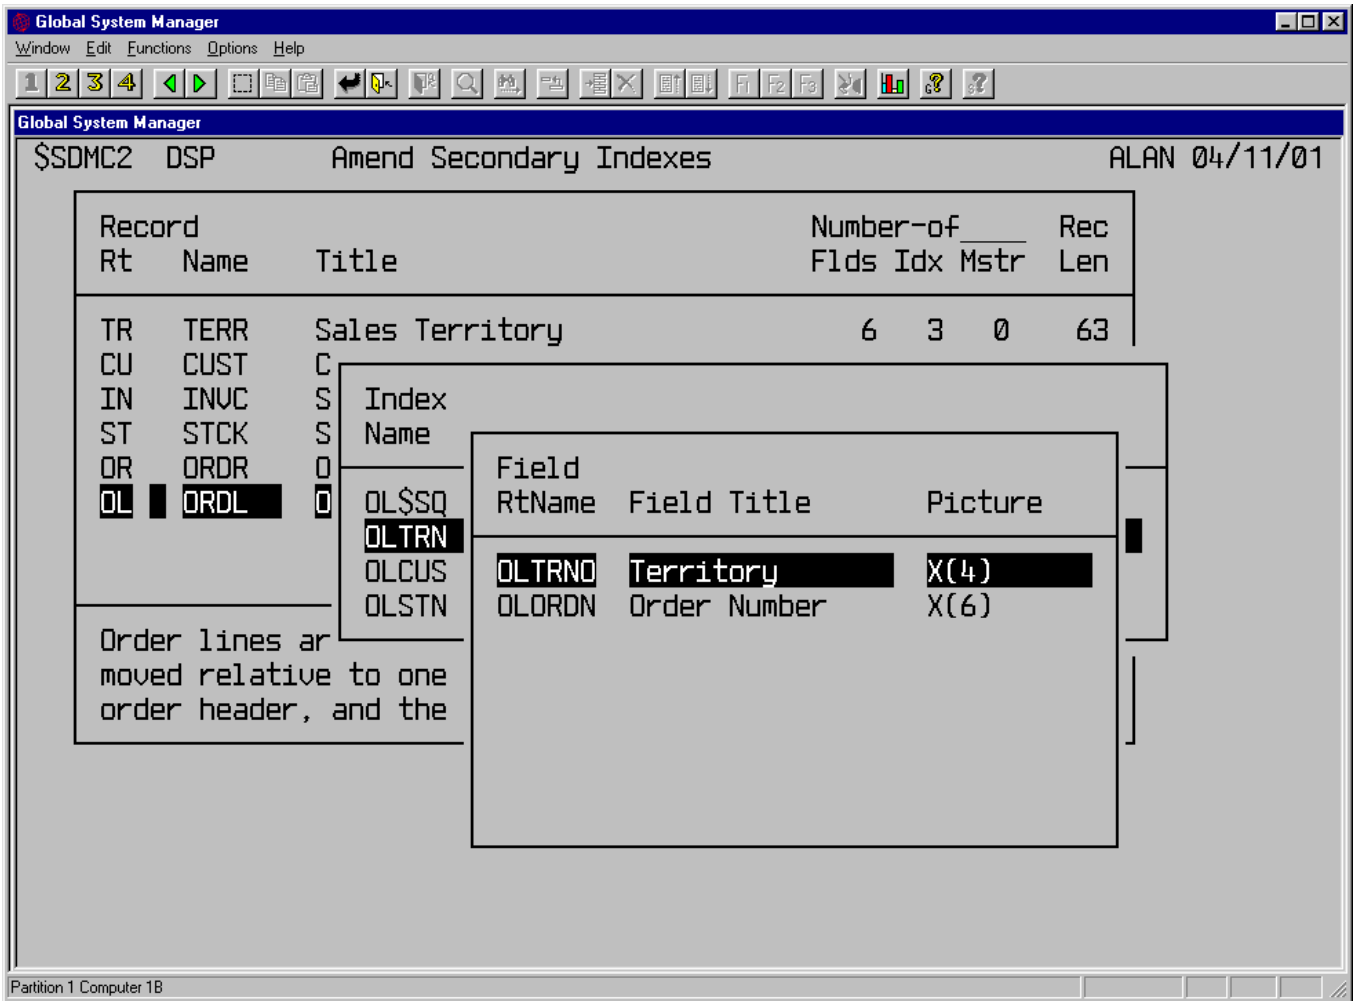 Global System Manager
Window Edit Functions Options Help
1 2 3 4 F1 F2 F3 G? S?
Global System Manager
$SDMC2 DSP Amend Secondary Indexes ALAN 04/11/01
Record Number-of____ Rec
Rt Name Title Flds Idx Mstr Len
TR TERR Sales Territory 6 3 0 63
CU CUST C
IN INVC S Index
ST STCK S Name
OR ORDR O Field
OL ORDL O OL$SQ RtName Field Title Picture
OLTRN
OLCUS OLTRNO Territory X(4)
OLSTN OLORDN Order Number X(6)
Order lines ar
moved relative to one
order header, and the
Partition 1 Computer 1B